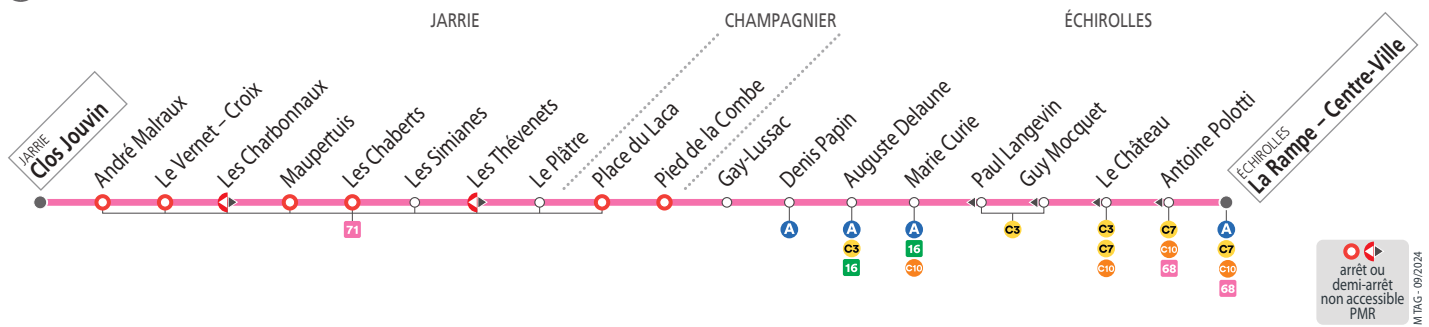 JARRIE
CHAMPAGNIER
ÉCHIROLLES
JARRIE
Clos Jouvin
André Malraux
Le Vernet – Croix
Les Charbonnaux
Maupertuis
Les Chaberts
Les Simianes
Les Thévenets
Le Plâtre
Place du Laca
Pied de la Combe
Gay-Lussac
Denis Papin
Auguste Delaune
Marie Curie
Paul Langevin
Guy Mocquet
Le Château
Antoine Polotti
ÉCHIROLLES
La Rampe – Centre-Ville
71
A
A
C3
16
A
16
C10
C3
C3
C7
C10
C7
C10
68
A
C7
C10
68
arrêt ou
demi-arrêt
non accessible
PMR
M TAG - 09/2024